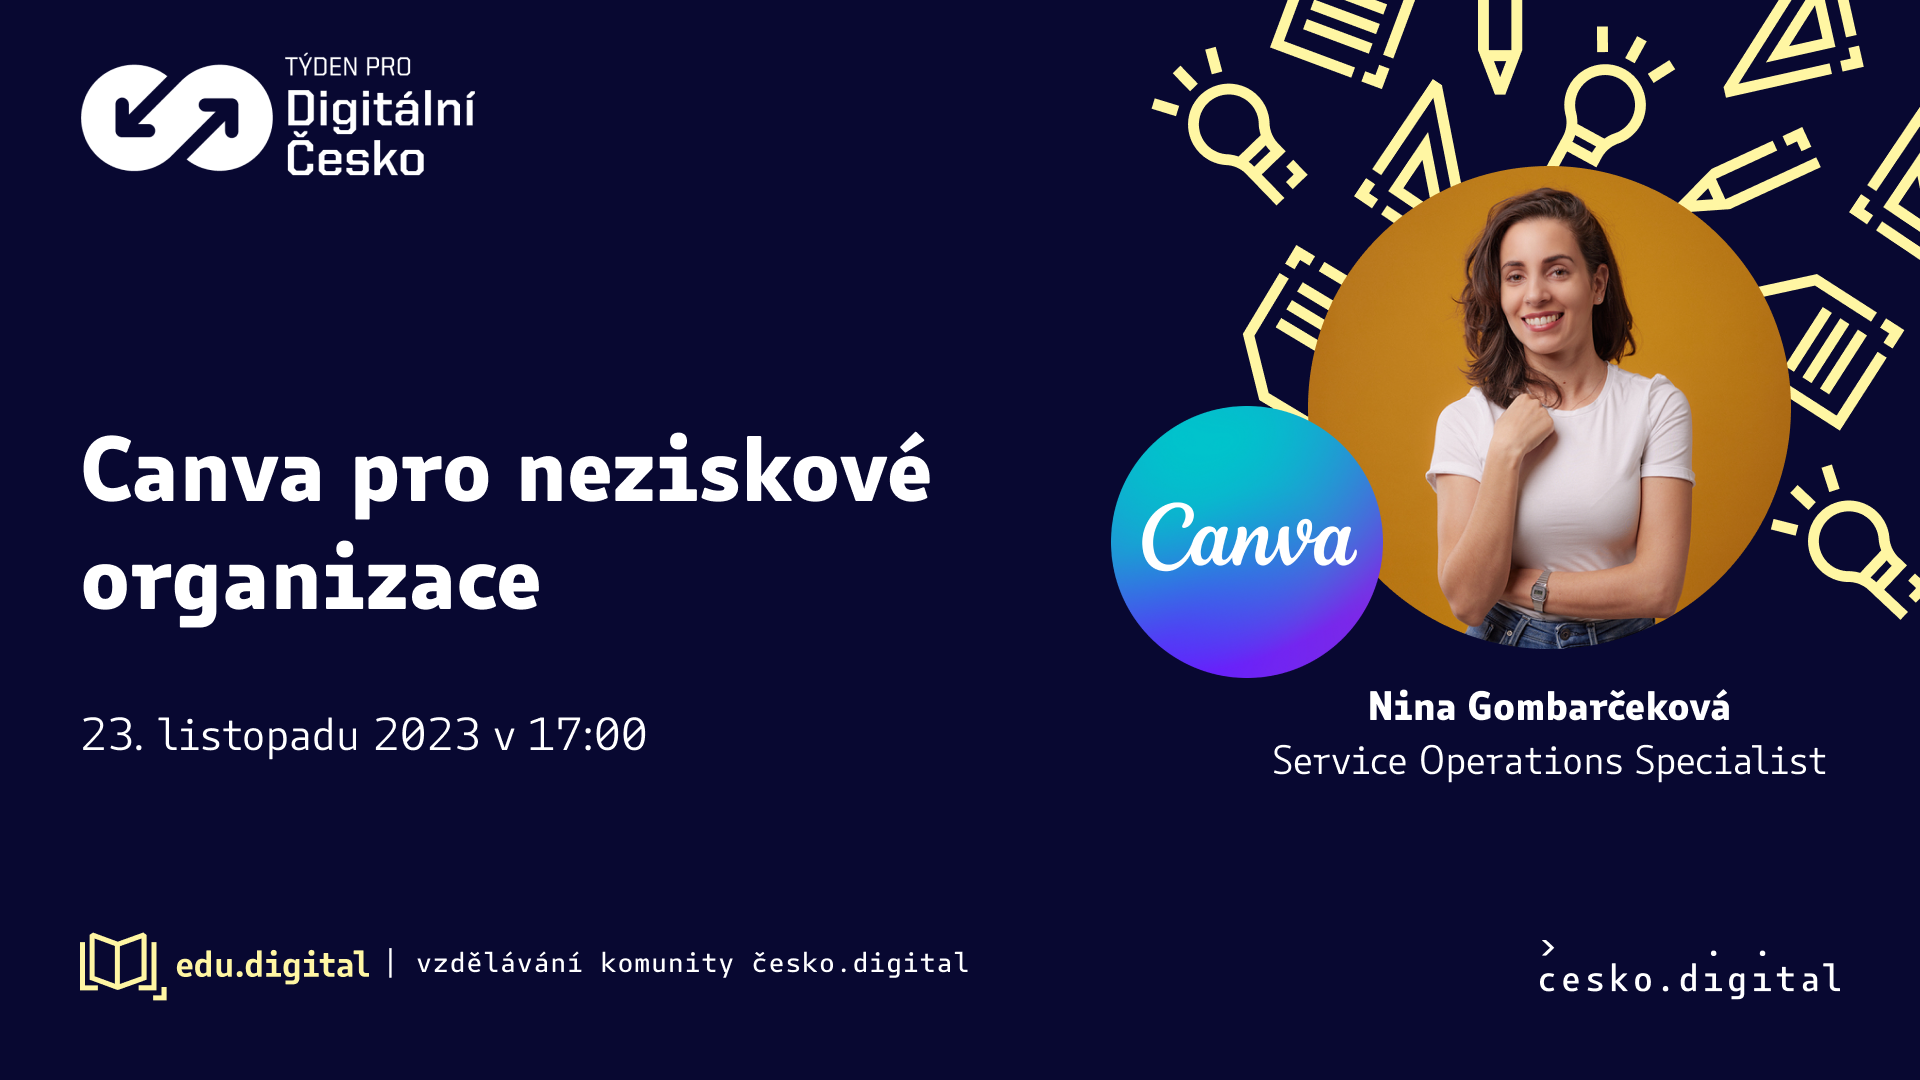 TÝDEN PRO
Digitální
Česko
Canva pro neziskové
organizace
23. listopadu 2023 v 17:00
Canva
Nina Gombarčeková
Service Operations Specialist
edu.digital | vzdělávání komunity česko.digital
cesko.digital